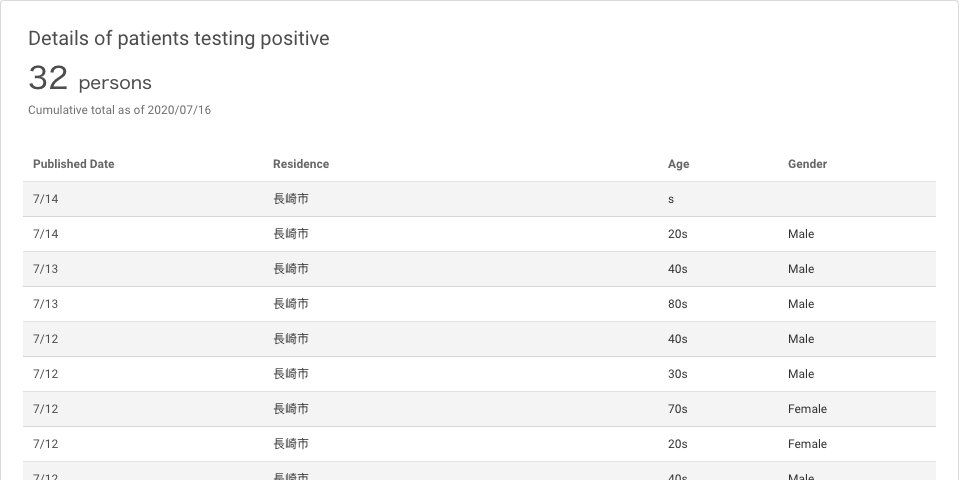 Details of patients testing positive
32 persons
Cumulative total as of 2020/07/16
Published Date Residence Age Gender
7/14 長崎市 s
7/14 長崎市 20s Male
7/13 長崎市 40s Male
7/13 長崎市 80s Male
7/12 長崎市 40s Male
7/12 長崎市 30s Male
7/12 長崎市 70s Female
7/12 長崎市 20s Female
7/12 長崎市 40s Male